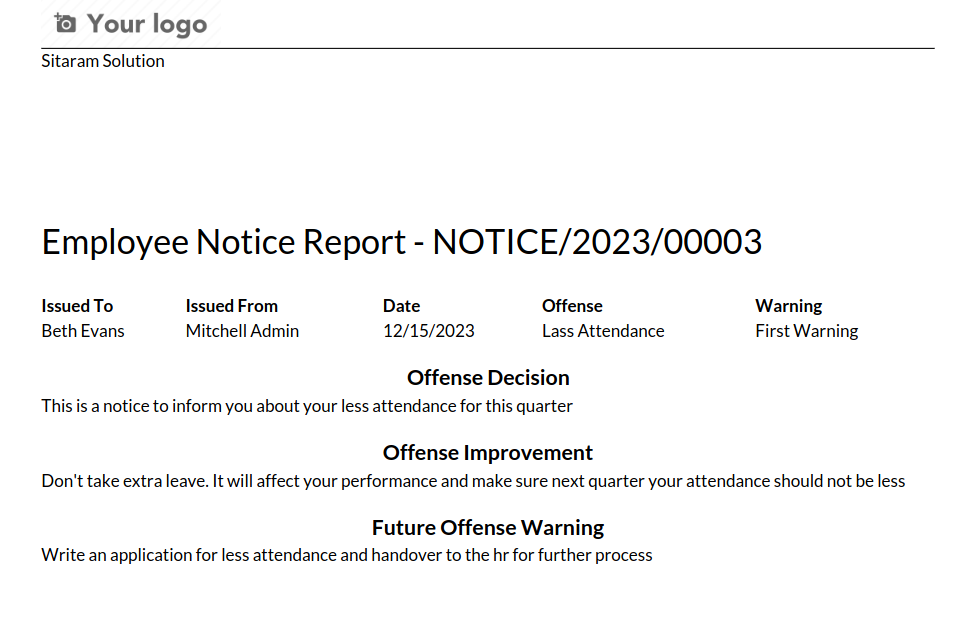 Your logo
Sitaram Solution
Employee Notice Report - NOTICE/2023/00003
Issued To Issued From Date Offense Warning
Beth Evans Mitchell Admin 12/15/2023 Lass Attendance First Warning
Offense Decision
This is a notice to inform you about your less attendance for this quarter
Offense Improvement
Don't take extra leave. It will affect your performance and make sure next quarter your attendance should not be less
Future Offense Warning
Write an application for less attendance and handover to the hr for further process